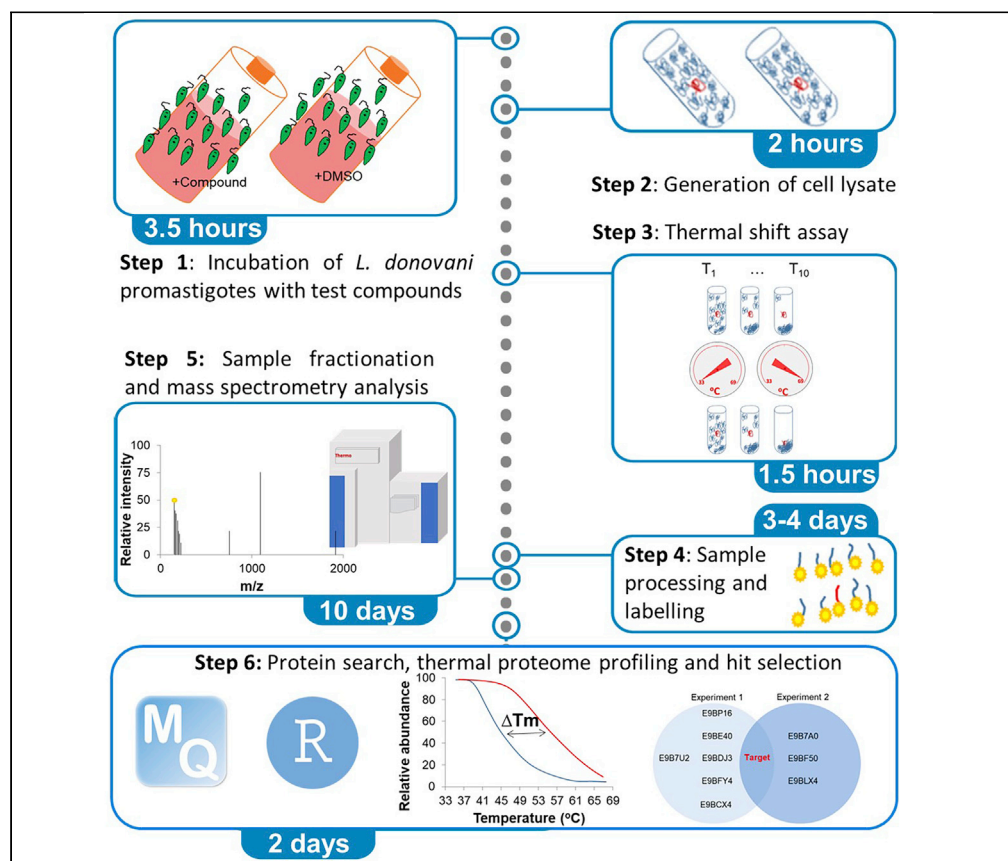 +Compound
+DMSO
3.5 hours
Step 1: Incubation of L. donovani
promastigotes with test compounds
2 hours
Step 2: Generation of cell lysate
Step 3: Thermal shift assay
T1 ... T10
33 69
°C
33 69
°C
1.5 hours
3-4 days
Step 4: Sample
processing and
labelling
Step 5: Sample fractionation
and mass spectrometry analysis
Relative intensity
100
75
50
25
0
0 1000 2000
m/z
Thermo
10 days
Step 6: Protein search, thermal proteome profiling and hit selection
M
Q
R
Relative abundance
100
80
60
40
20
0
ΔTm
33 37 41 45 49 53 57 61 65 69
Temperature (°C)
Experiment 1
Experiment 2
E9BP16
E9BE40
E9B7U2
E9BDJ3
E9BFY4
E9BCX4
Target
E9B7A0
E9BF50
E9BLX4
2 days